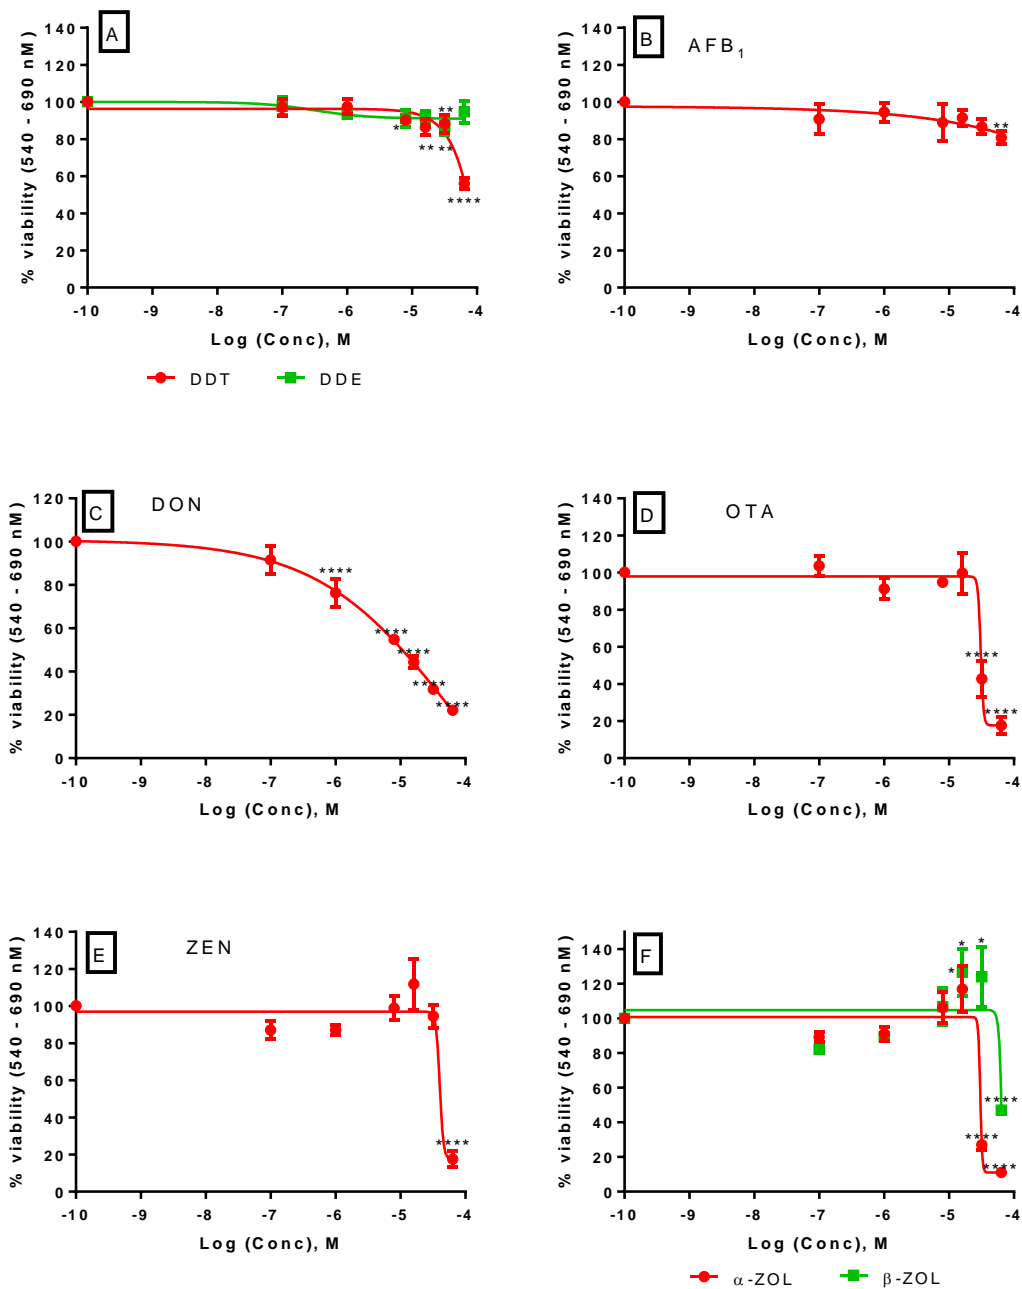 A
% viability (540 - 690 nM)
140
120
100
80
60
40
20
0
* ** ** ** ****
-10 -9 -8 -7 -6 -5 -4
Log (Conc), M
DDT DDE
B AFB1
% viability (540 - 690 nM)
140
120
100
80
60
40
20
0
**
-10 -9 -8 -7 -6 -5 -4
Log (Conc), M
C DON
% viability (540 - 690 nM)
120
100
80
60
40
20
0
****
****
****
****
****
-10 -9 -8 -7 -6 -5 -4
Log (Conc), M
D OTA
% viability (540 - 690 nM)
140
120
100
80
60
40
20
0
****
****
-10 -9 -8 -7 -6 -5 -4
Log (Conc), M
E ZEN
% viability (540 - 690 nM)
140
120
100
80
60
40
20
0
****
-10 -9 -8 -7 -6 -5 -4
Log (Conc), M
F
% viability (540 - 690 nM)
140
120
100
80
60
40
20
0
* *
*
****
****
****
-10 -9 -8 -7 -6 -5 -4
Log (Conc), M
α-ZOL β-ZOL